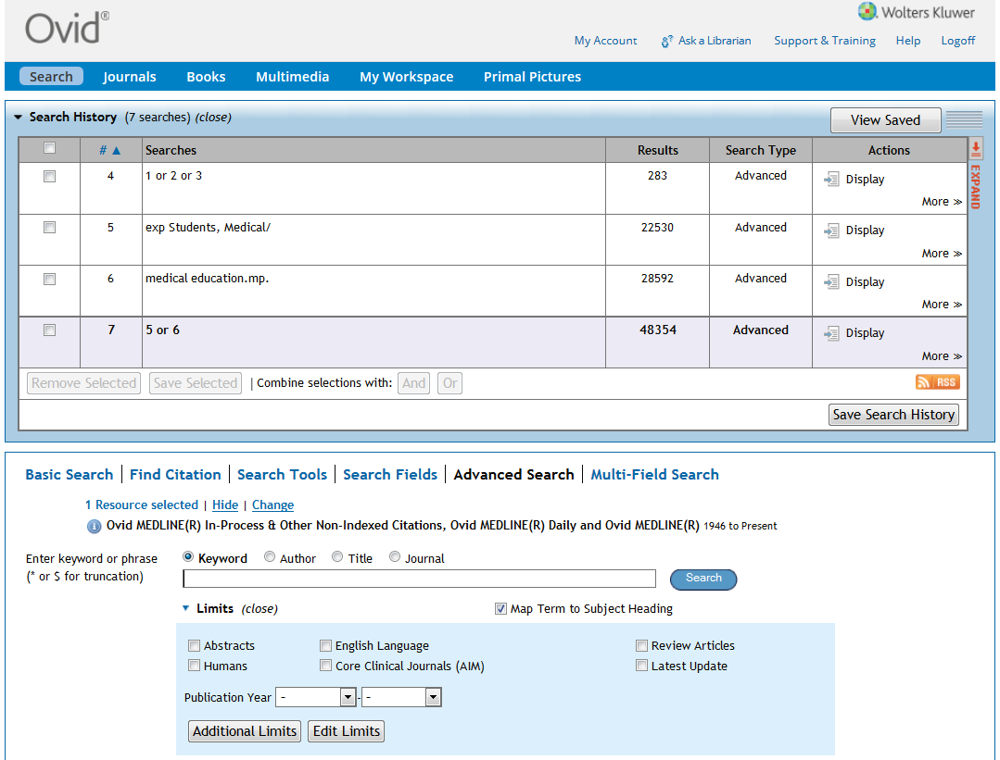 Ovid®
Wolters Kluwer
My Account Ask a Librarian Support & Training Help Logoff
Search Journals Books Multimedia My Workspace Primal Pictures
Search History (7 searches) (close)
View Saved
# ▲ Searches Results Search Type Actions
EXPAND
4 1 or 2 or 3 283 Advanced Display
More >>
5 exp Students, Medical/ 22530 Advanced Display
More >>
6 medical education.mp. 28592 Advanced Display
More >>
7 5 or 6 48354 Advanced Display
More >>
Remove Selected Save Selected | Combine selections with: And Or
RSS
Save Search History
Basic Search | Find Citation | Search Tools | Search Fields | Advanced Search | Multi-Field Search
1 Resource selected | Hide | Change
i Ovid MEDLINE(R) In-Process & Other Non-Indexed Citations, Ovid MEDLINE(R) Daily and Ovid MEDLINE(R) 1946 to Present
Enter keyword or phrase
(* or $ for truncation)
Keyword Author Title Journal
Search
Limits (close) Map Term to Subject Heading
Abstracts English Language Review Articles
Humans Core Clinical Journals (AIM) Latest Update
Publication Year - - -
Additional Limits Edit Limits